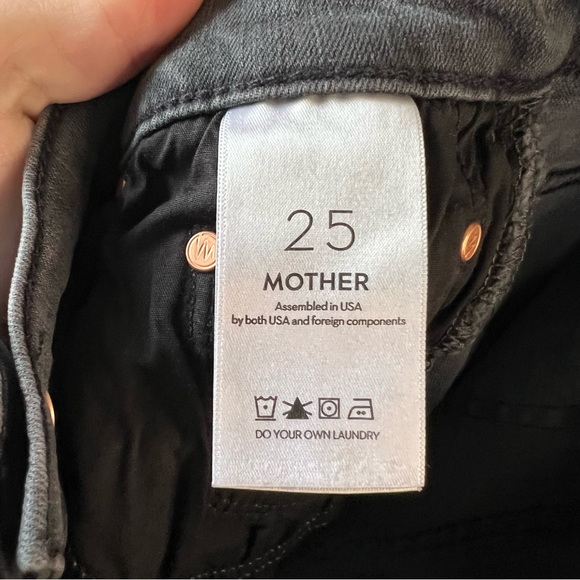 25
MOTHER
Assembled in USA
by both USA and foreign components
DO YOUR OWN LAUNDRY